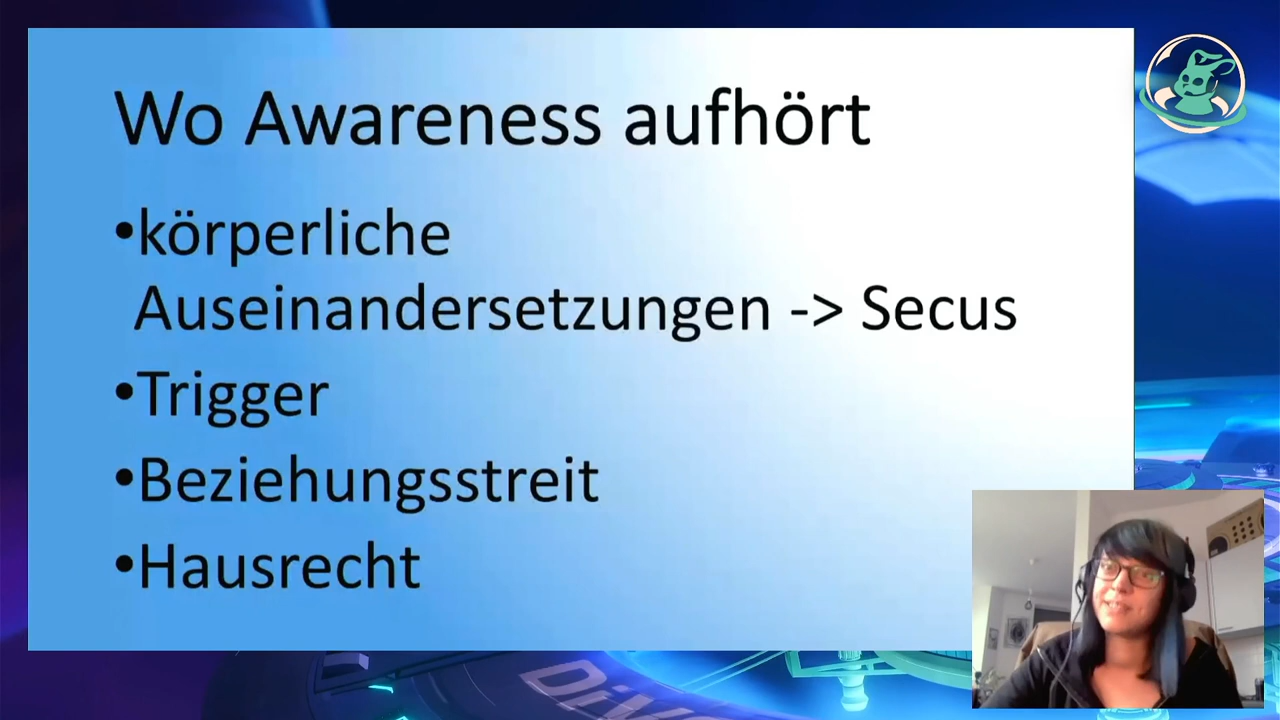 Wo Awareness aufhört
•körperliche
Auseinandersetzungen -> Secus
•Trigger
•Beziehungsstreit
•Hausrecht